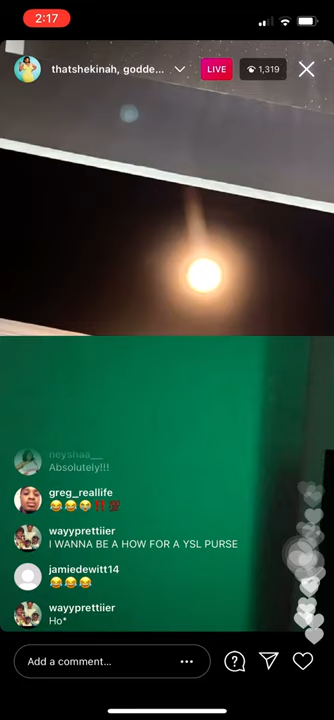 2:17
thatshekinah, godde...
LIVE
1,319
neyshaa__
Absolutely!!!
greg_reallife
😂😂😭‼️💯
wayyprettiier
I WANNA BE A HOW FOR A YSL PURSE
jamiedewitt14
😂😂😂
wayyprettiier
Ho*
Add a comment...